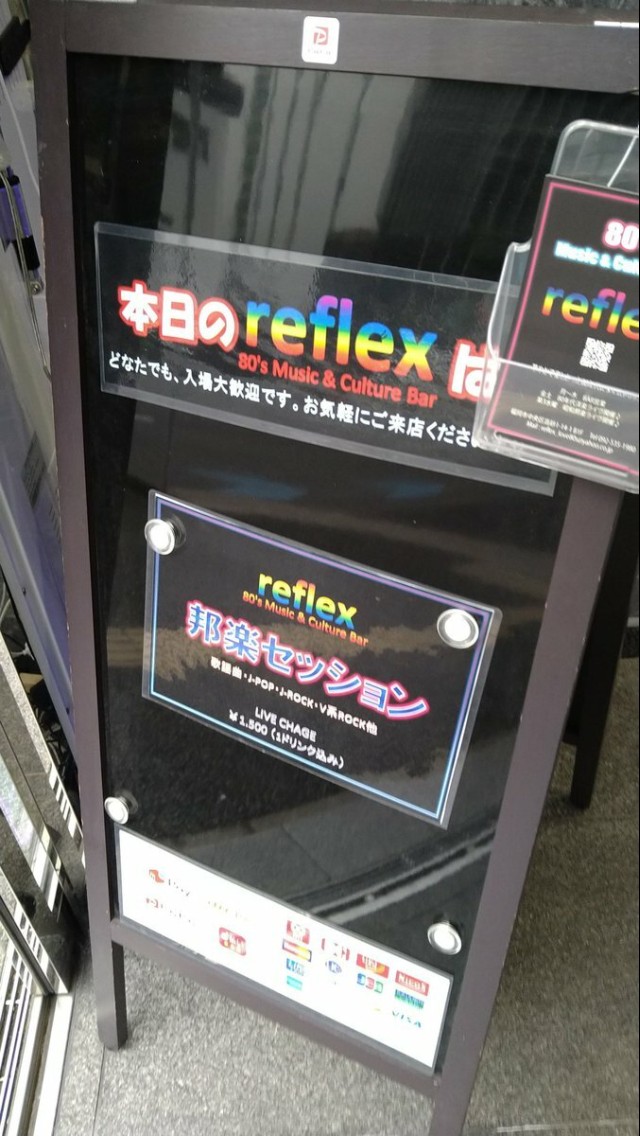 本日のreflexは
80's Music & Culture Bar
どなたでも、入場大歓迎です。お気軽にご来店くださ
80
Music & Cul
refle
reflex
80's Music & Culture Bar
邦楽セッション
歌謡曲・J-POP・J-ROCK・V系ROCK他
LIVE CHAGE
¥1,500（1ドリンク込み）
VISA